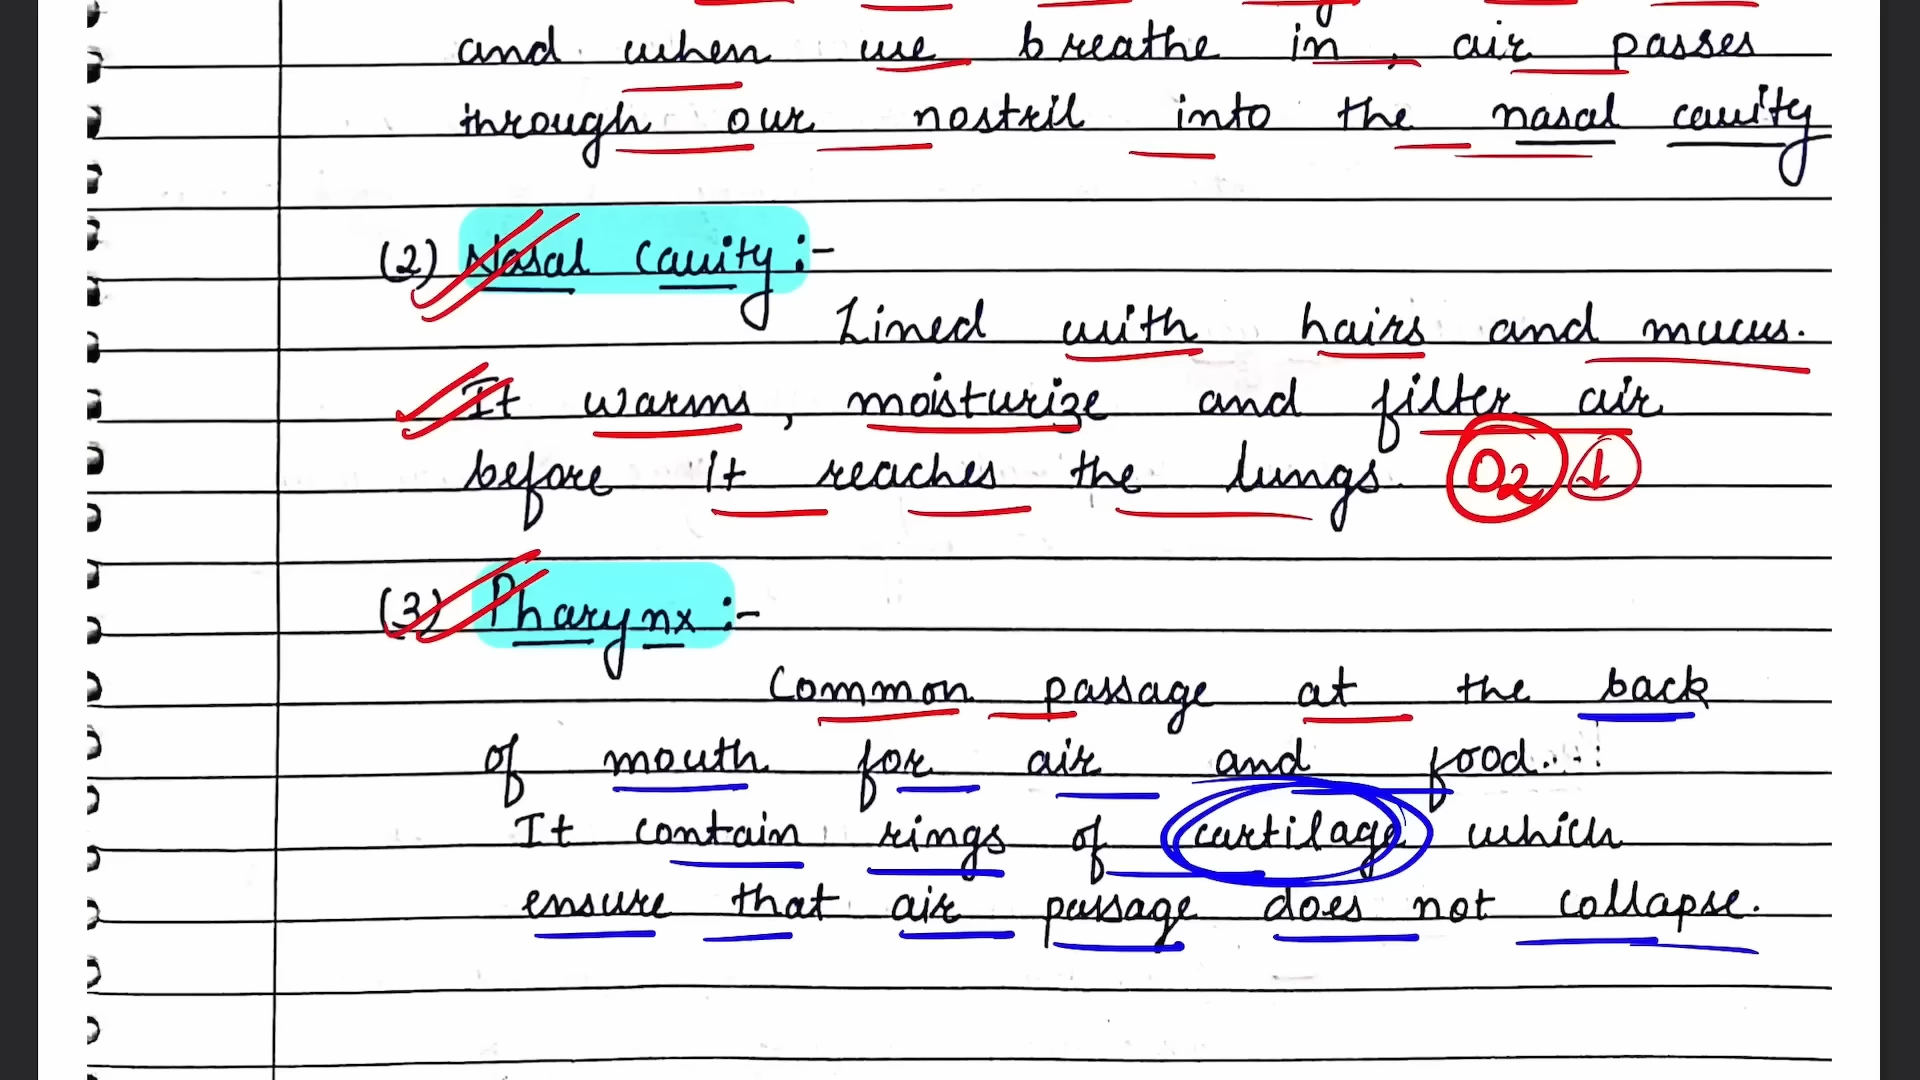 and when we breathe in, air passes
through our nostril into the nasal cavity
(2) Nasal Cavity :-
Lined with hairs and mucus.
It warms, moisturize and filter air
before it reaches the lungs. O2 ↓
(3) Pharynx :-
Common passage at the back
of mouth for air and food...
It contain rings of cartilage which
ensure that air passage does not collapse.